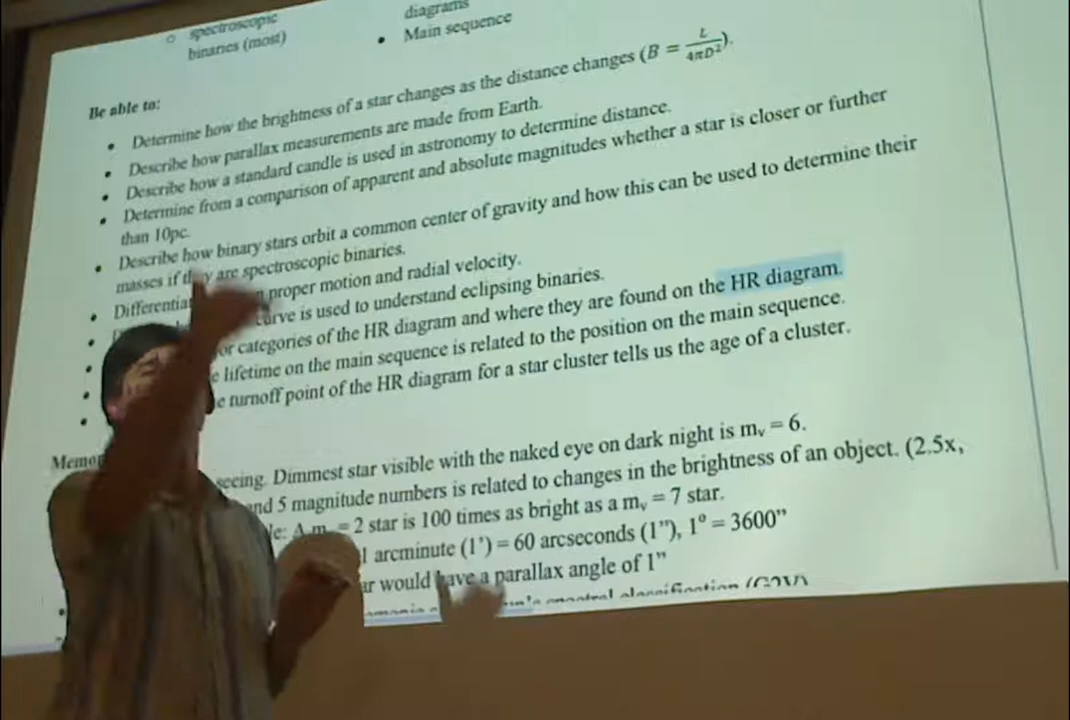 spectroscopic
binaries (most)
diagrams
• Main sequence
Be able to:
• Determine how the brightness of a star changes as the distance changes (B = L / 4πD²).
• Describe how parallax measurements are made from Earth.
• Describe how a standard candle is used in astronomy to determine distance.
• Determine from a comparison of apparent and absolute magnitudes whether a star is closer or further
than 10pc.
• Describe how binary stars orbit a common center of gravity and how this can be used to determine their
masses if they are spectroscopic binaries.
• proper motion and radial velocity.
• curve is used to understand eclipsing binaries.
• categories of the HR diagram and where they are found on the HR diagram.
• lifetime on the main sequence is related to the position on the main sequence.
• turnoff point of the HR diagram for a star cluster tells us the age of a cluster.
seeing. Dimmest star visible with the naked eye on dark night is mᵥ = 6.
and 5 magnitude numbers is related to changes in the brightness of an object. (2.5x,
= 2 star is 100 times as bright as a mᵥ = 7 star.
1 arcminute (1') = 60 arcseconds (1"), 1° = 3600"
would have a parallax angle of 1"
spectral classification (G2V)